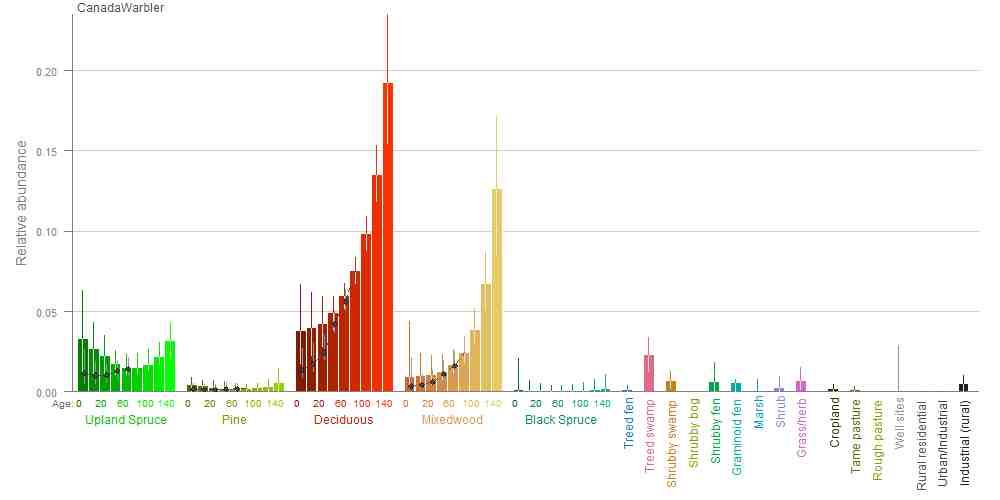 CanadaWarbler
Relative abundance
0.20
0.15
0.10
0.05
0.00
Age: 0 20 60 100 140 0 20 60 100 140 0 20 60 100 140 0 20 60 100 140 0 20 60 100 140
Upland Spruce Pine Deciduous Mixedwood Black Spruce
Treed fen
Treed swamp
Shrubby swamp
Shrubby bog
Shrubby fen
Graminoid fen
Marsh
Shrub
Grass/herb
Cropland
Tame pasture
Rough pasture
Well sites
Rural residential
Urban/Industrial
Industrial (rural)